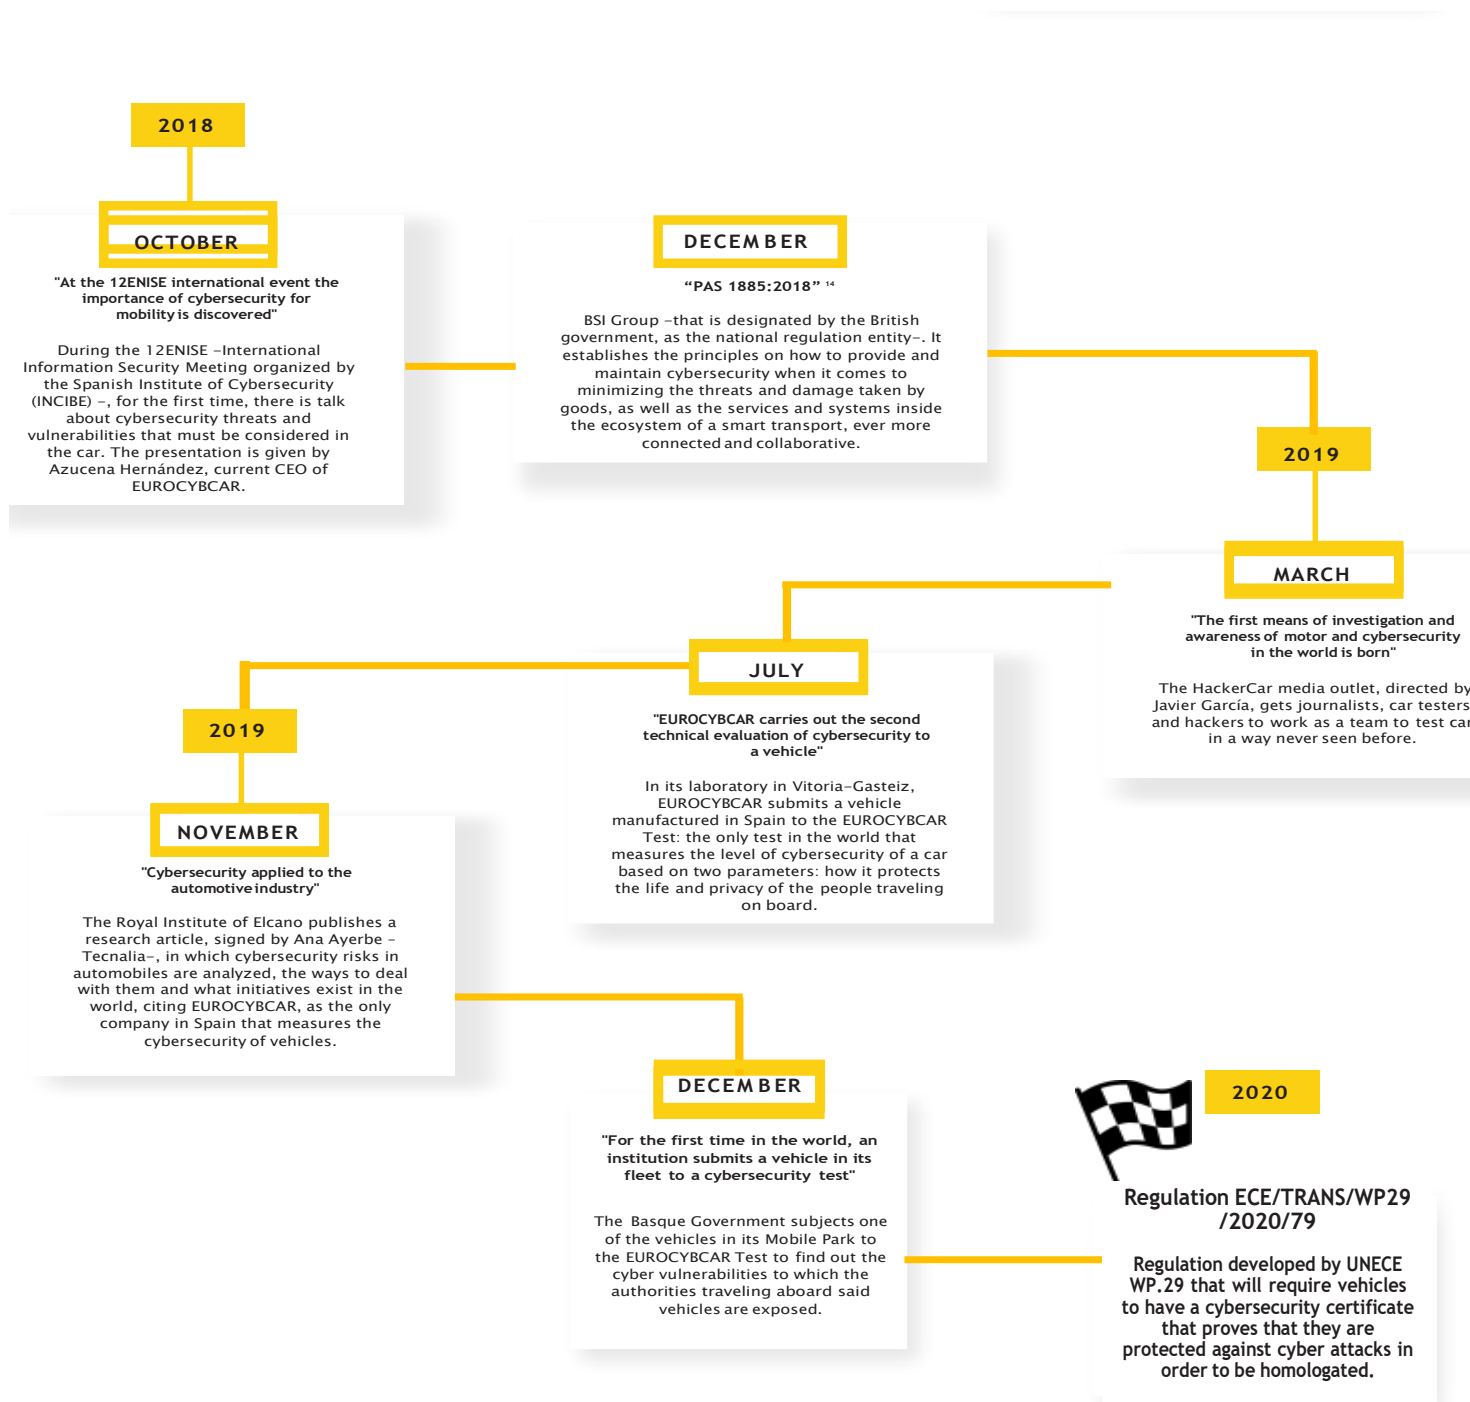 2018
OCTOBER
"At the 12ENISE international event the
importance of cybersecurity for
mobility is discovered"
During the 12ENISE –International
Information Security Meeting organized by
the Spanish Institute of Cybersecurity
(INCIBE) –, for the first time, there is talk
about cybersecurity threats and
vulnerabilities that must be considered in
the car. The presentation is given by
Azucena Hernández, current CEO of
EUROCYBCAR.
DECEMBER
“PAS 1885:2018” 14
BSI Group –that is designated by the British
government, as the national regulation entity–. It
establishes the principles on how to provide and
maintain cybersecurity when it comes to
minimizing the threats and damage taken by
goods, as well as the services and systems inside
the ecosystem of a smart transport, ever more
connected and collaborative.
2019
MARCH
"The first means of investigation and
awareness of motor and cybersecurity
in the world is born"
The HackerCar media outlet, directed by
Javier García, gets journalists, car testers
and hackers to work as a team to test car
in a way never seen before.
JULY
"EUROCYBCAR carries out the second
technical evaluation of cybersecurity to
a vehicle"
In its laboratory in Vitoria–Gasteiz,
EUROCYBCAR submits a vehicle
manufactured in Spain to the EUROCYBCAR
Test: the only test in the world that
measures the level of cybersecurity of a car
based on two parameters: how it protects
the life and privacy of the people traveling
on board.
2019
NOVEMBER
"Cybersecurity applied to the
automotive industry"
The Royal Institute of Elcano publishes a
research article, signed by Ana Ayerbe –
Tecnalia–, in which cybersecurity risks in
automobiles are analyzed, the ways to deal
with them and what initiatives exist in the
world, citing EUROCYBCAR, as the only
company in Spain that measures the
cybersecurity of vehicles.
DECEMBER
"For the first time in the world, an
institution submits a vehicle in its
fleet to a cybersecurity test"
The Basque Government subjects one
of the vehicles in its Mobile Park to
the EUROCYBCAR Test to find out the
cyber vulnerabilities to which the
authorities traveling aboard said
vehicles are exposed.
2020
Regulation ECE/TRANS/WP29
/2020/79
Regulation developed by UNECE
WP.29 that will require vehicles
to have a cybersecurity certificate
that proves that they are
protected against cyber attacks in
order to be homologated.